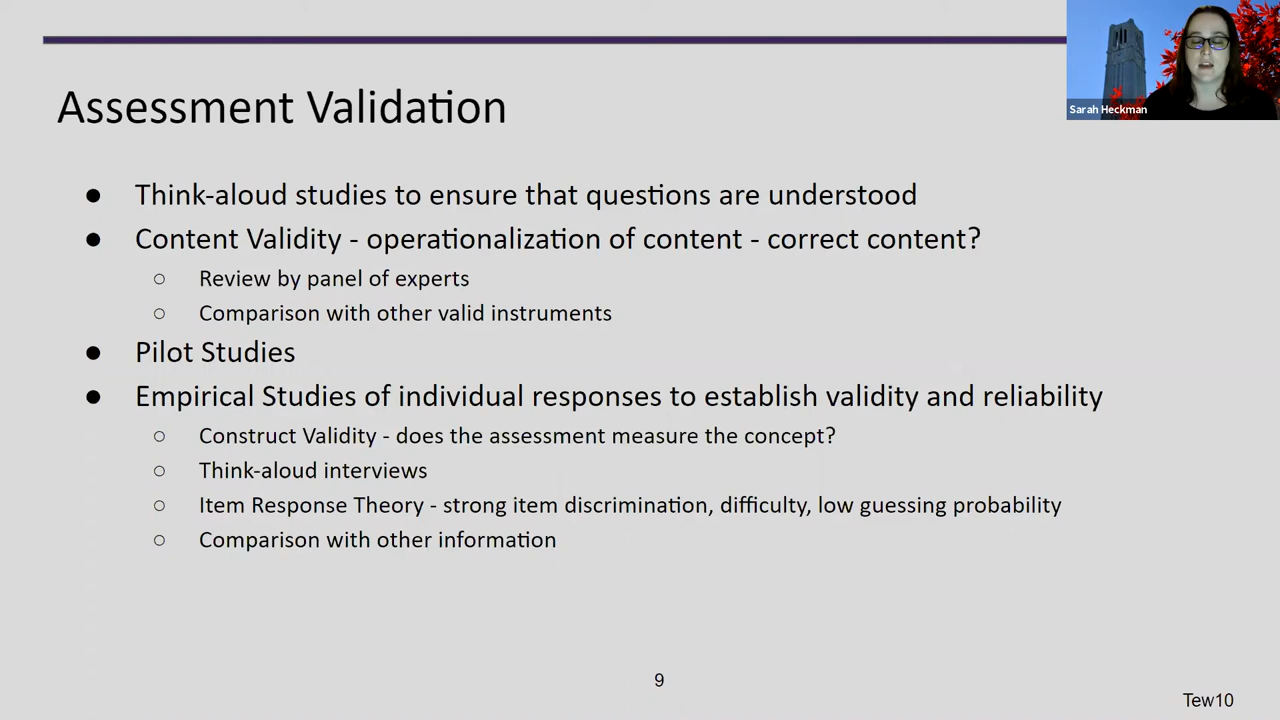 Sarah Heckman
Assessment Validation
● Think-aloud studies to ensure that questions are understood
● Content Validity - operationalization of content - correct content?
○ Review by panel of experts
○ Comparison with other valid instruments
● Pilot Studies
● Empirical Studies of individual responses to establish validity and reliability
○ Construct Validity - does the assessment measure the concept?
○ Think-aloud interviews
○ Item Response Theory - strong item discrimination, difficulty, low guessing probability
○ Comparison with other information
9
Tew10